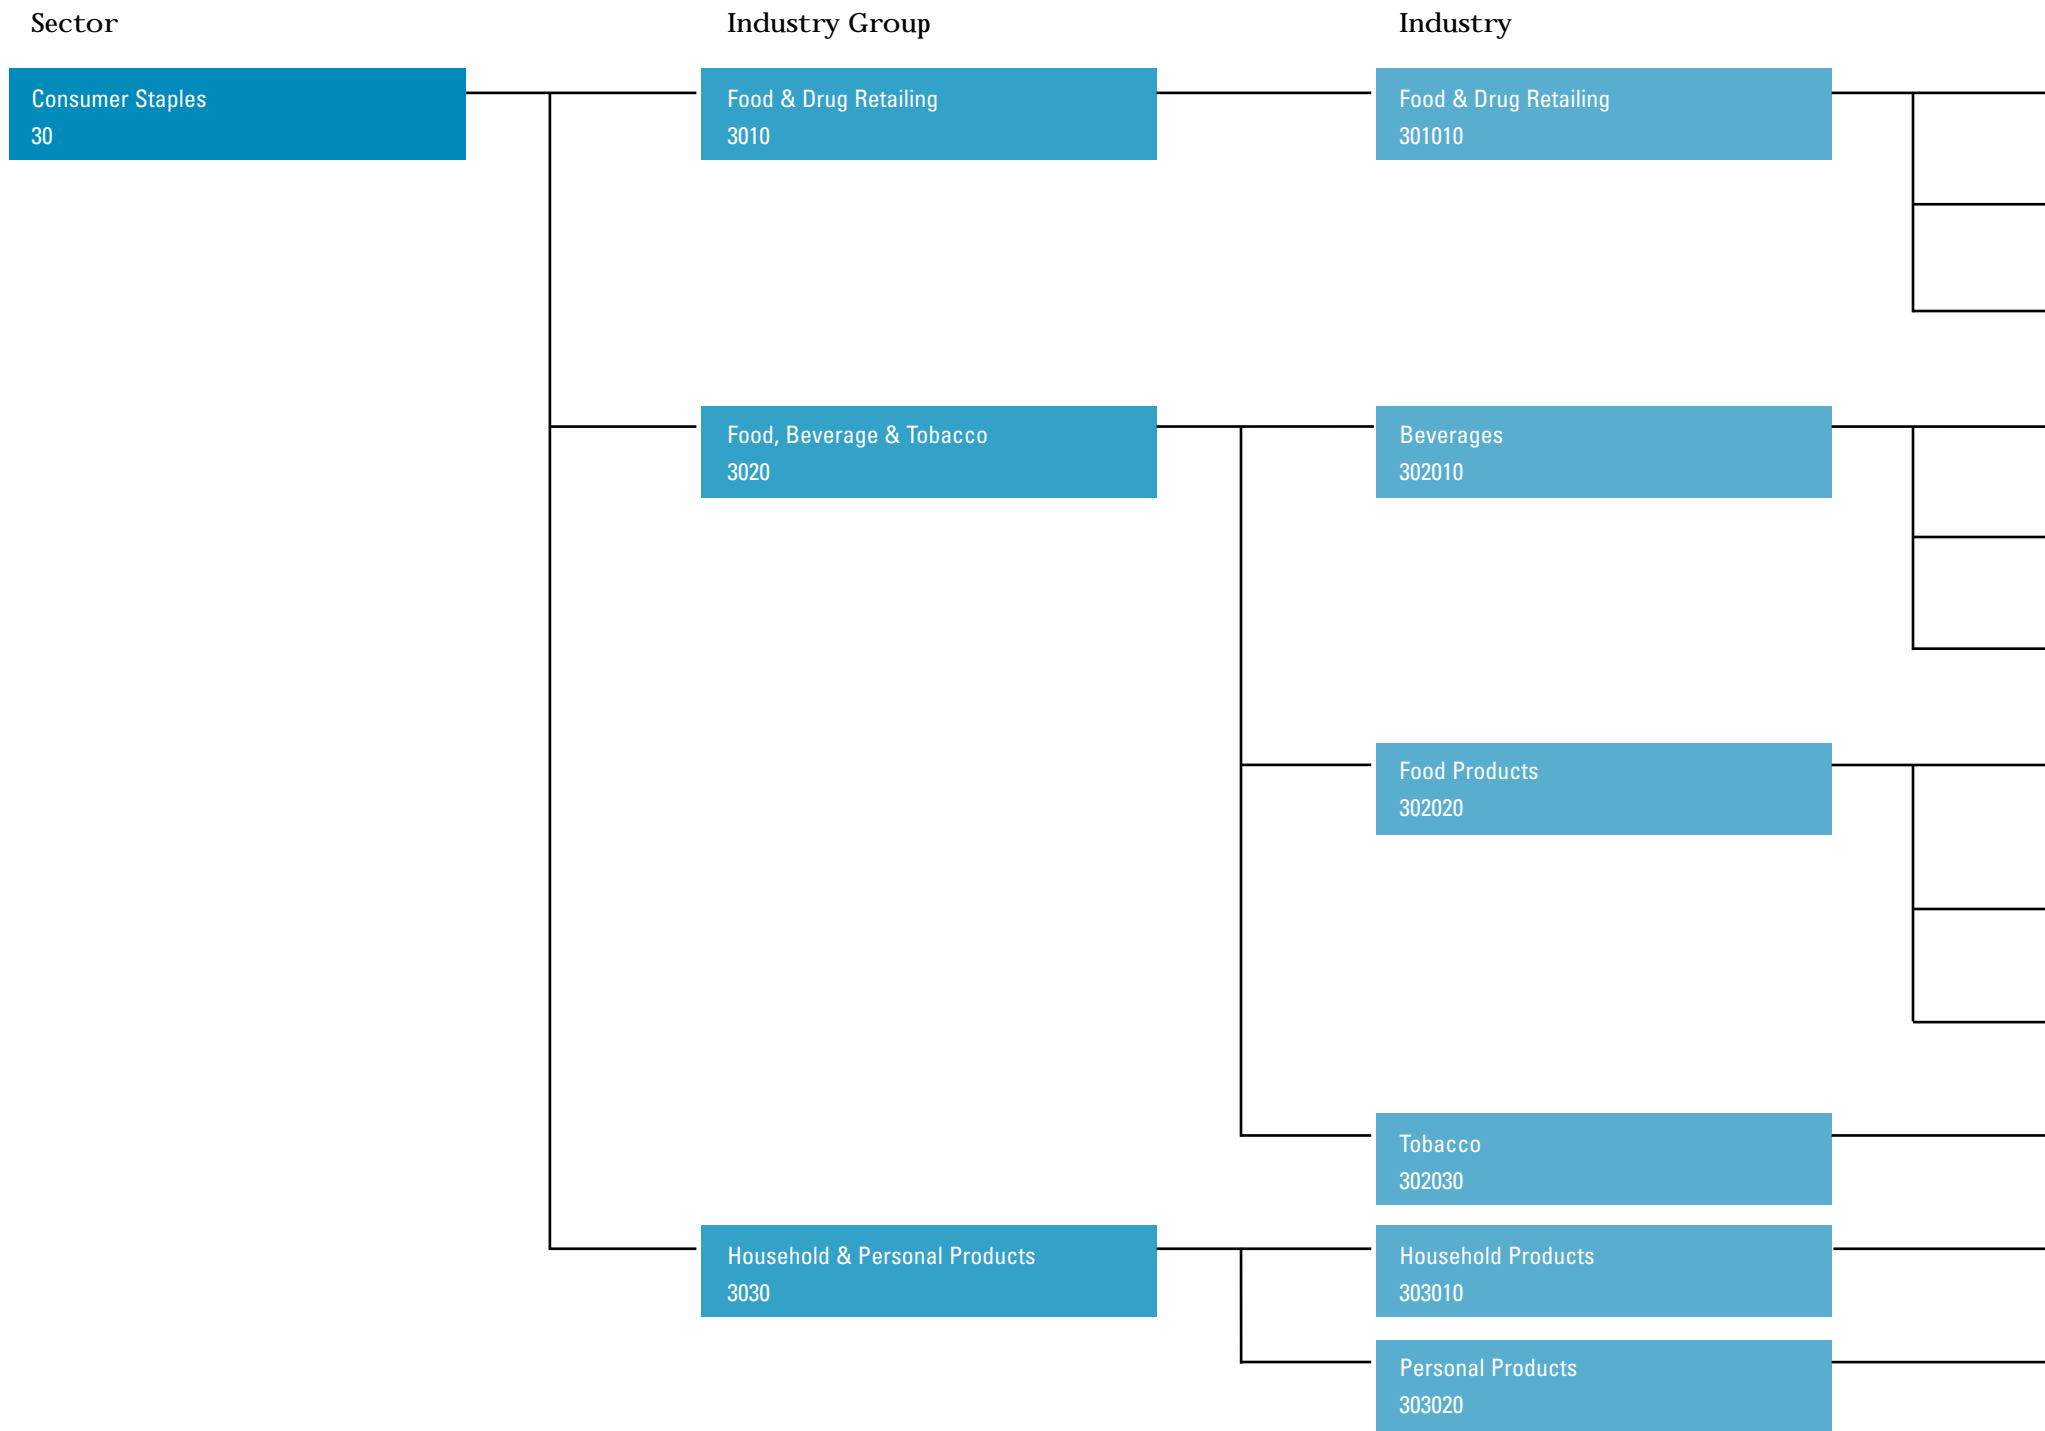 Sector
Industry Group
Industry
Consumer Staples
30
Food & Drug Retailing
3010
Food & Drug Retailing
301010
Food, Beverage & Tobacco
3020
Beverages
302010
Food Products
302020
Tobacco
302030
Household & Personal Products
3030
Household Products
303010
Personal Products
303020